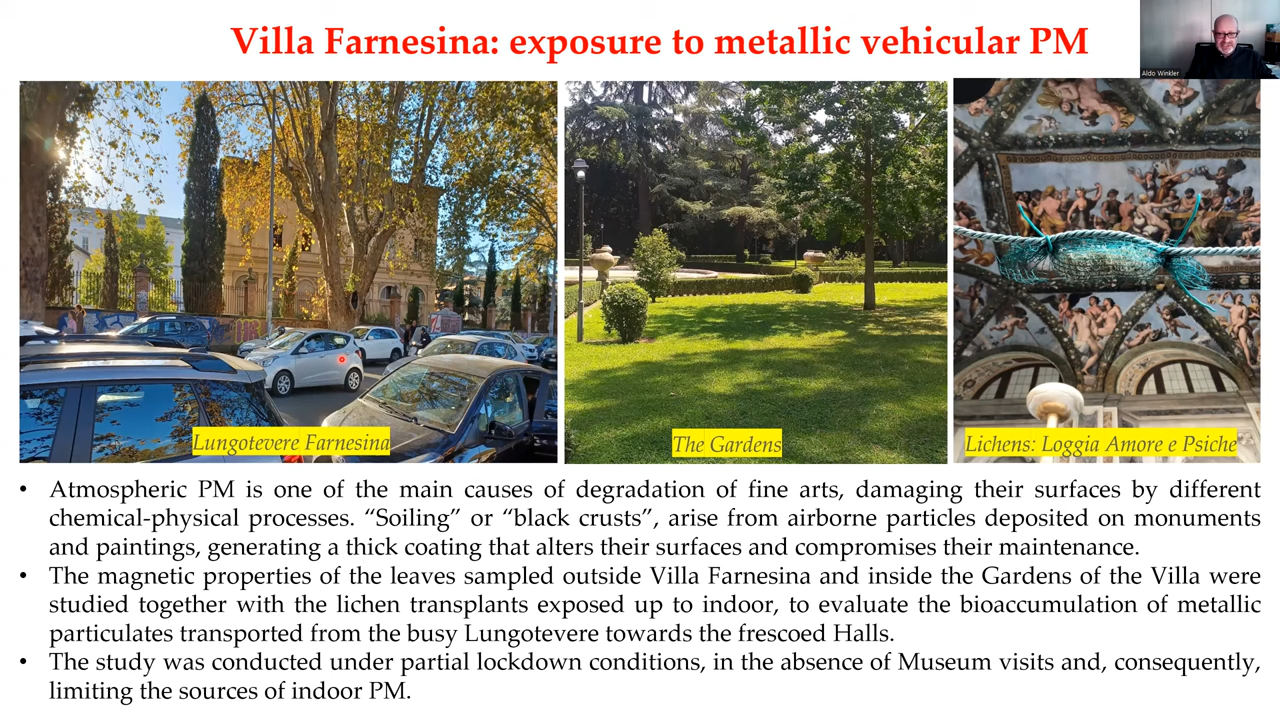 Villa Farnesina: exposure to metallic vehicular PM
Aldo Winkler
Lungotevere Farnesina
The Gardens
Lichens: Loggia Amore e Psiche
• Atmospheric PM is one of the main causes of degradation of fine arts, damaging their surfaces by different
chemical-physical processes. “Soiling” or “black crusts”, arise from airborne particles deposited on monuments
and paintings, generating a thick coating that alters their surfaces and compromises their maintenance.
• The magnetic properties of the leaves sampled outside Villa Farnesina and inside the Gardens of the Villa were
studied together with the lichen transplants exposed up to indoor, to evaluate the bioaccumulation of metallic
particulates transported from the busy Lungotevere towards the frescoed Halls.
• The study was conducted under partial lockdown conditions, in the absence of Museum visits and, consequently,
limiting the sources of indoor PM.